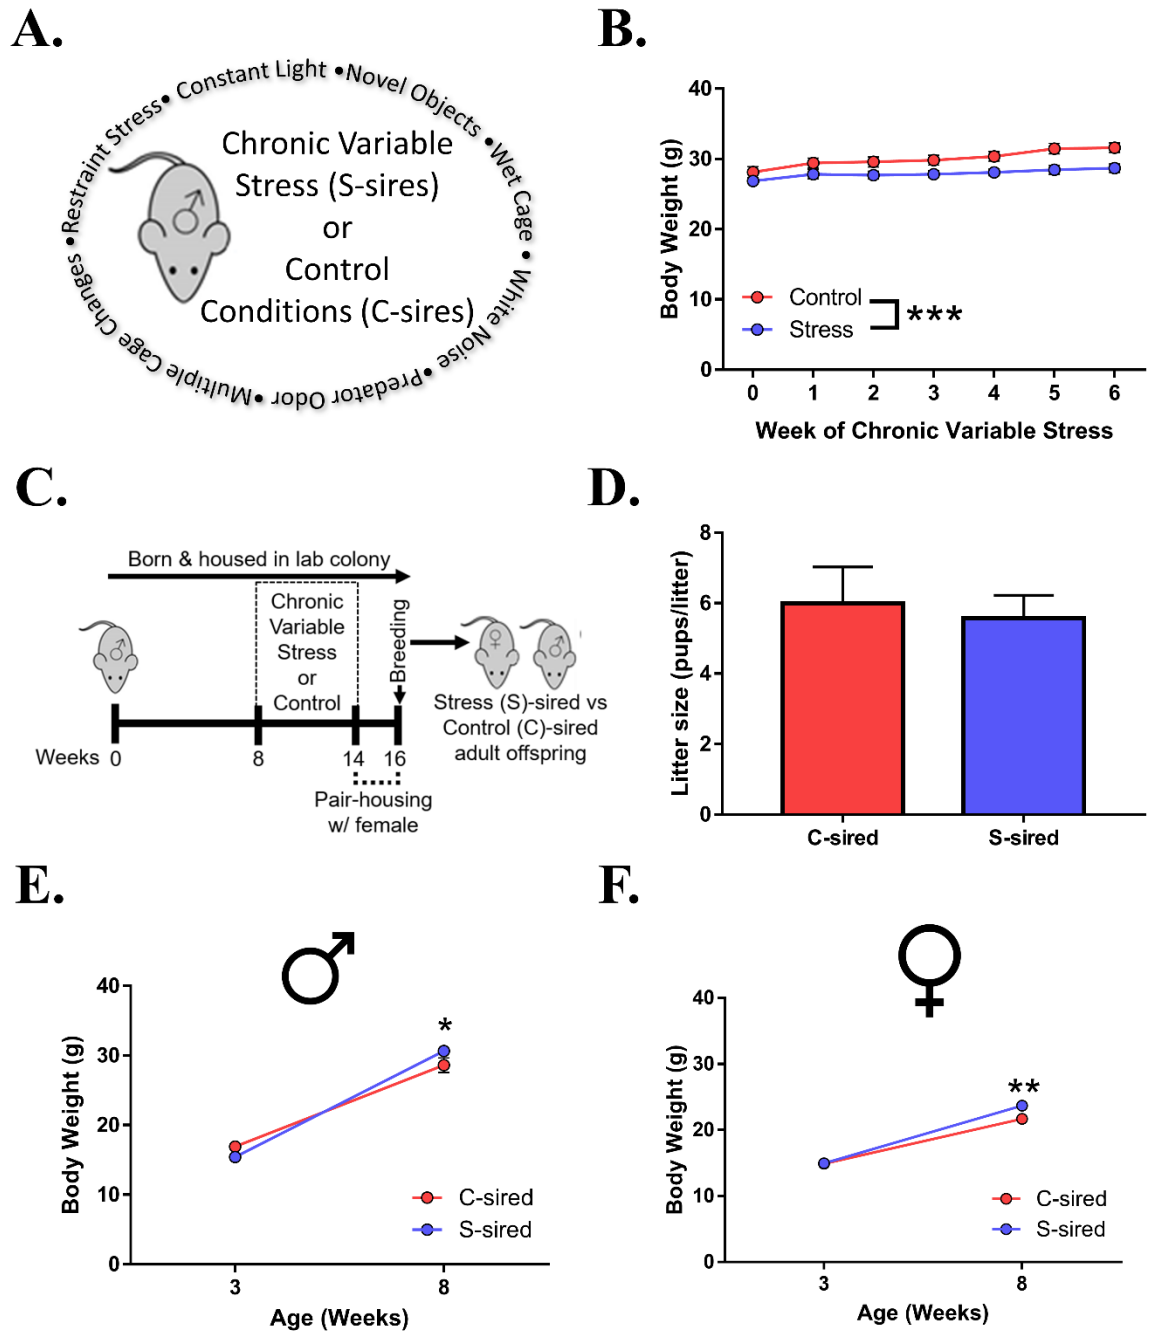 A.
Restraint Stress • Constant Light • Novel Objects • Wet Cage • White Noise • Predator Odor • Multiple Cage Changes •
Chronic Variable
Stress (S-sires)
or
Control
Conditions (C-sires)
B.
Body Weight (g)
40
30
20
10
0
Control
Stress
***
0 1 2 3 4 5 6
Week of Chronic Variable Stress
C.
Born & housed in lab colony
Chronic
Variable
Stress
or
Control
Breeding
Weeks 0 8 14 16
Pair-housing
w/ female
Stress (S)-sired vs
Control (C)-sired
adult offspring
D.
Litter size (pups/litter)
8
6
4
2
0
C-sired S-sired
E.
Body Weight (g)
40
30
20
10
0
*
C-sired
S-sired
3 8
Age (Weeks)
F.
Body Weight (g)
40
30
20
10
0
**
C-sired
S-sired
3 8
Age (Weeks)